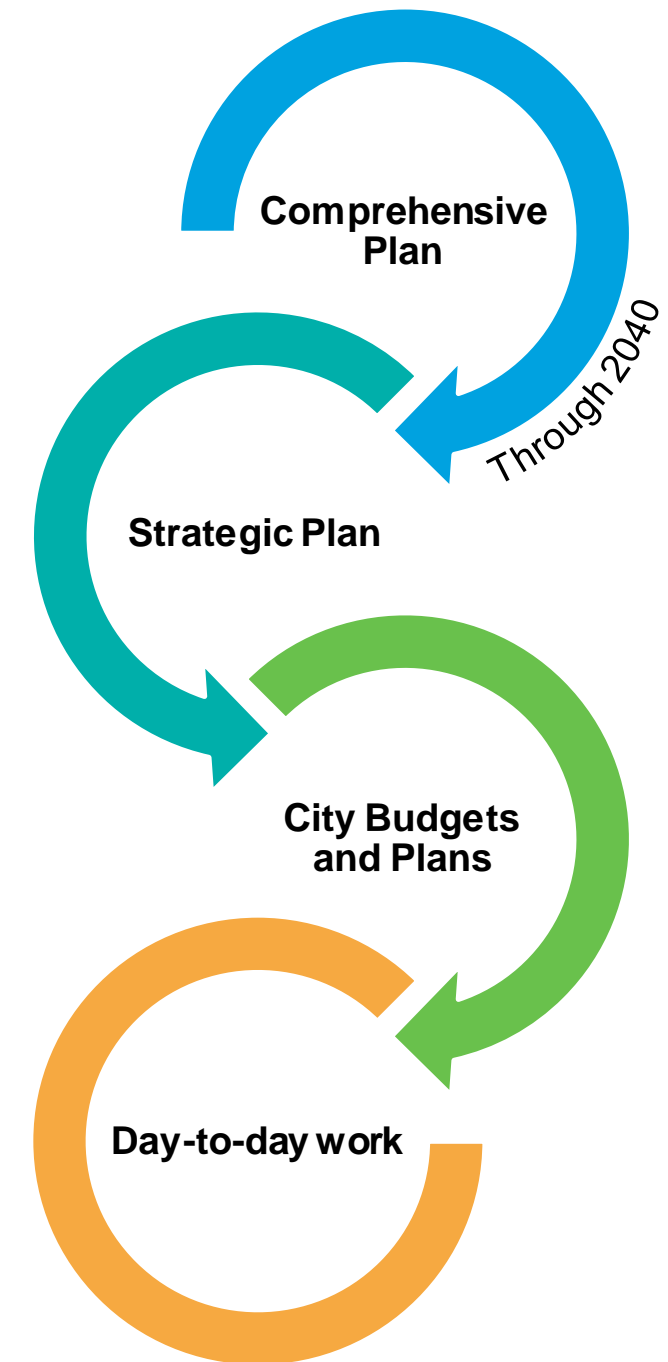 Comprehensive
Plan
Through 2040
Strategic Plan
City Budgets
and Plans
Day-to-day work